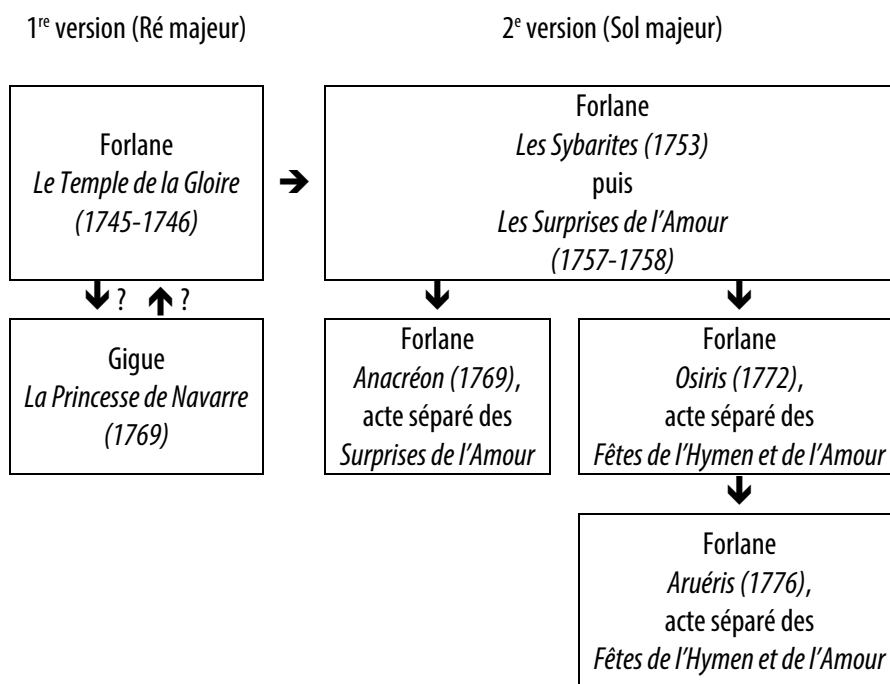 1re version (Ré majeur)
2e version (Sol majeur)
Forlane
Le Temple de la Gloire
(1745-1746)
Forlane
Les Sybarites (1753)
puis
Les Surprises de l'Amour
(1757-1758)
? ?
Gigue
La Princesse de Navarre
(1769)
Forlane
Anacréon (1769),
acte séparé des
Surprises de l'Amour
Forlane
Osiris (1772),
acte séparé des
Fêtes de l'Hymen et de l'Amour
Forlane
Aruéris (1776),
acte séparé des
Fêtes de l'Hymen et de l'Amour